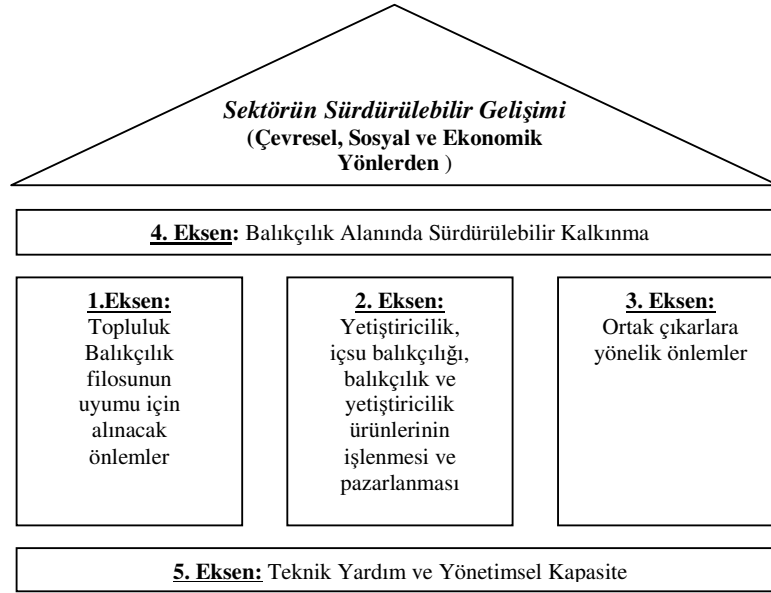 Sektörün Sürdürülebilir Gelişimi
(Çevresel, Sosyal ve Ekonomik
Yönlerden )
4. Eksen: Balıkçılık Alanında Sürdürülebilir Kalkınma
1.Eksen:
Topluluk
Balıkçılık
filosunun
uyumu için
alınacak
önlemler
2. Eksen:
Yetiştiricilik,
içsu balıkçılığı,
balıkçılık ve
yetiştiricilik
ürünlerinin
işlenmesi ve
pazarlanması
3. Eksen:
Ortak çıkarlara
yönelik önlemler
5. Eksen: Teknik Yardım ve Yönetimsel Kapasite